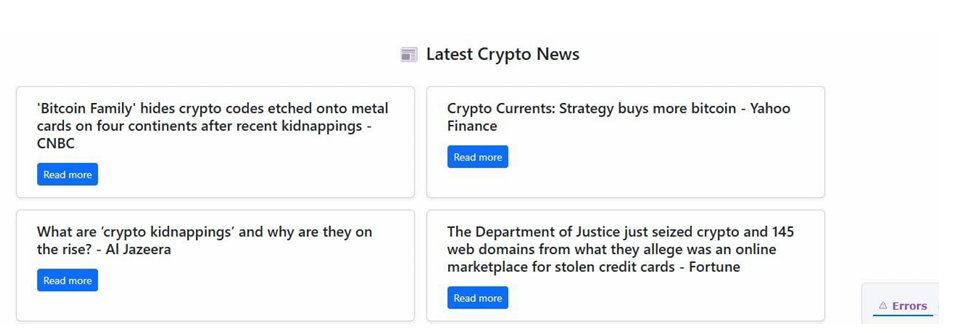 Latest Crypto News
'Bitcoin Family' hides crypto codes etched onto metal
cards on four continents after recent kidnappings -
CNBC
Read more
Crypto Currents: Strategy buys more bitcoin - Yahoo
Finance
Read more
What are ‘crypto kidnappings’ and why are they on
the rise? - Al Jazeera
Read more
The Department of Justice just seized crypto and 145
web domains from what they allege was an online
marketplace for stolen credit cards - Fortune
Read more
Errors